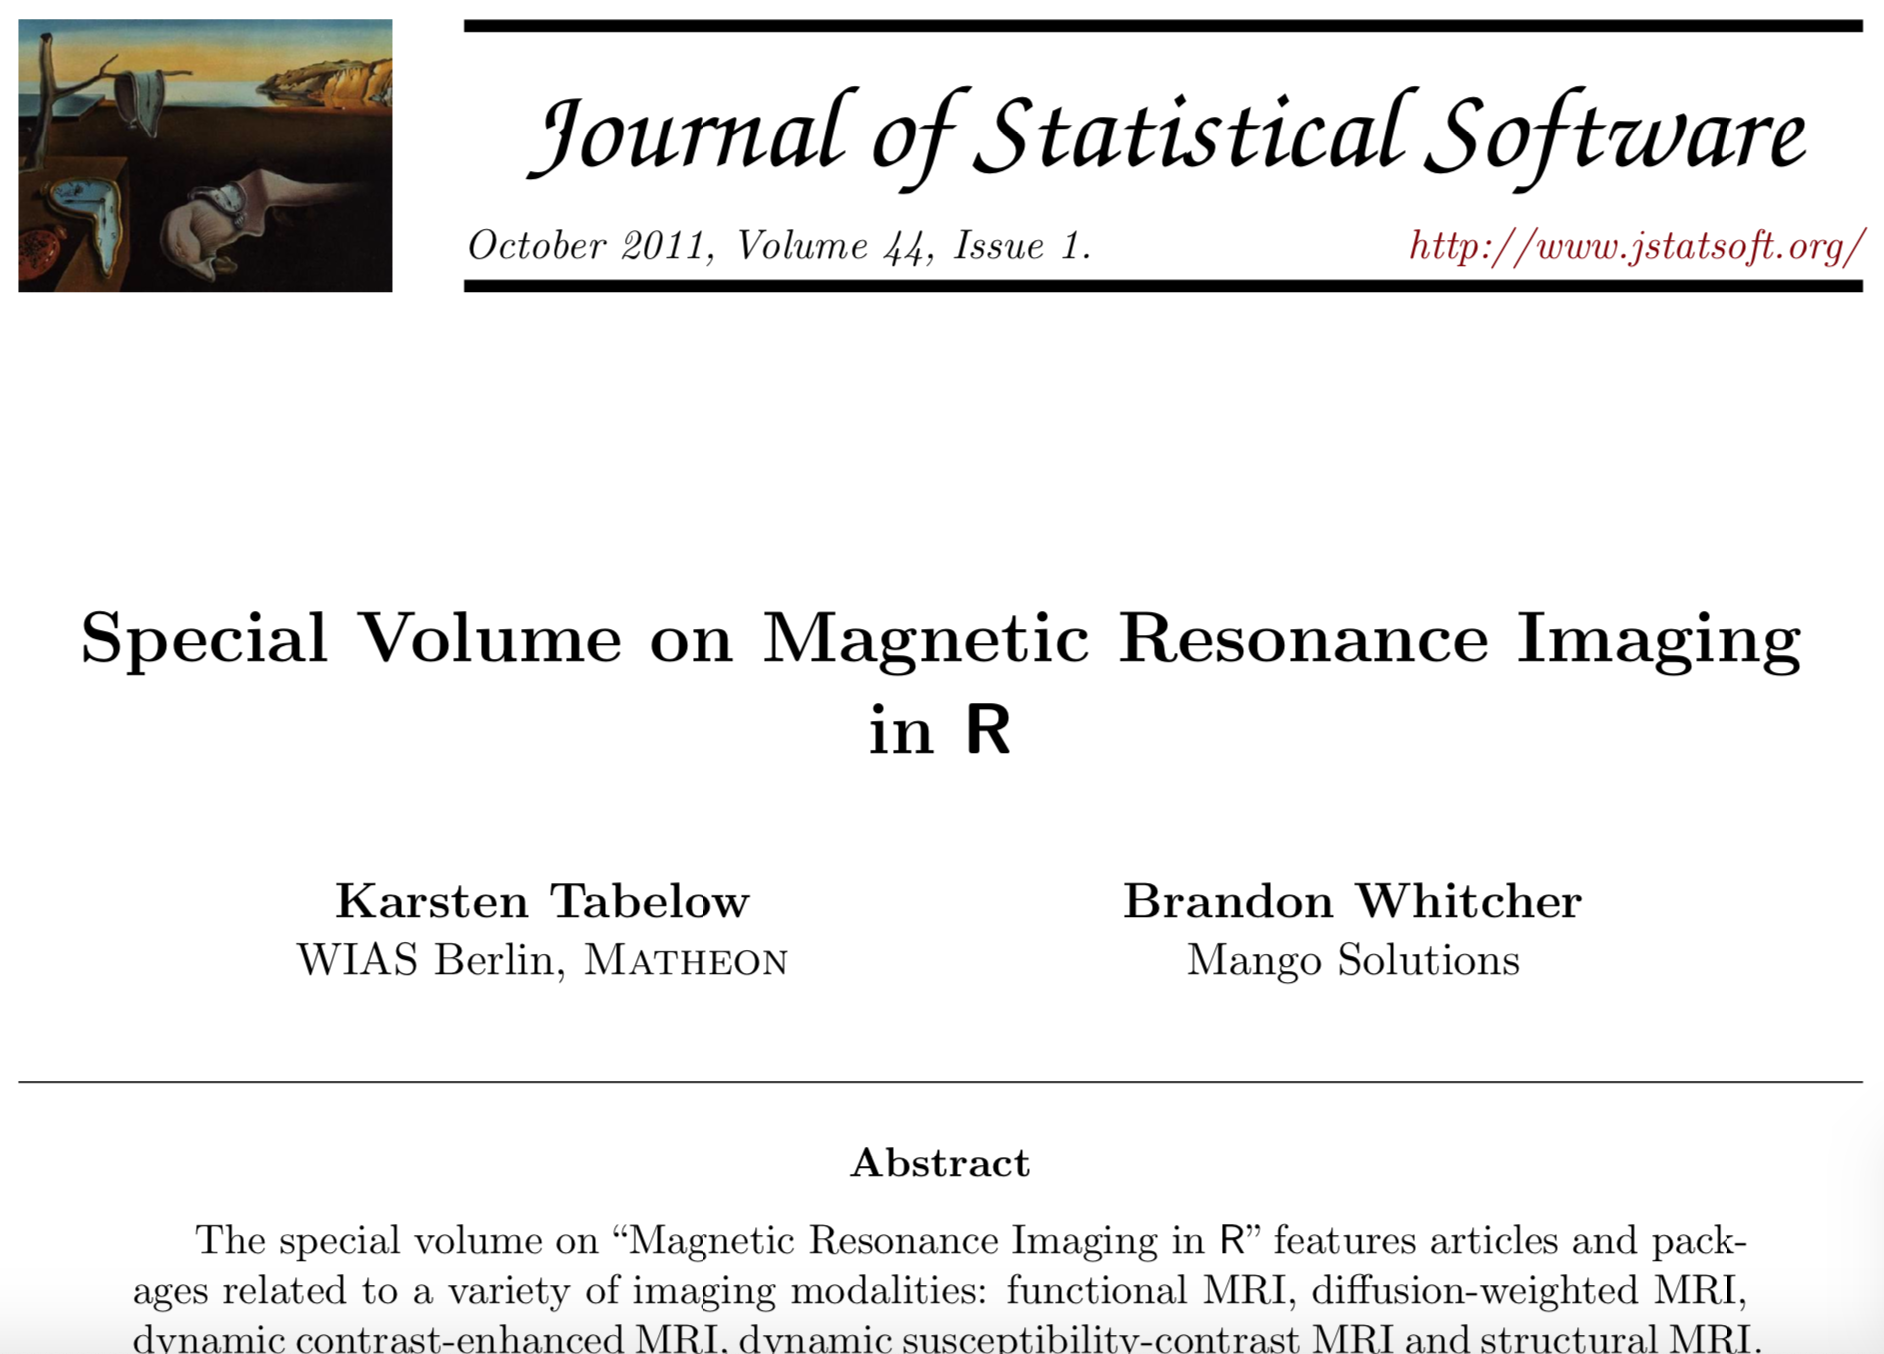 Journal of Statistical Software
October 2011, Volume 44, Issue 1.
http://www.jstatsoft.org/
Special Volume on Magnetic Resonance Imaging
in R
Karsten Tabelow
WIAS Berlin, MATHEON
Brandon Whitcher
Mango Solutions
Abstract
The special volume on “Magnetic Resonance Imaging in R” features articles and pack-
ages related to a variety of imaging modalities: functional MRI, diffusion-weighted MRI,
dynamic contrast-enhanced MRI, dynamic susceptibility-contrast MRI and structural MRI.